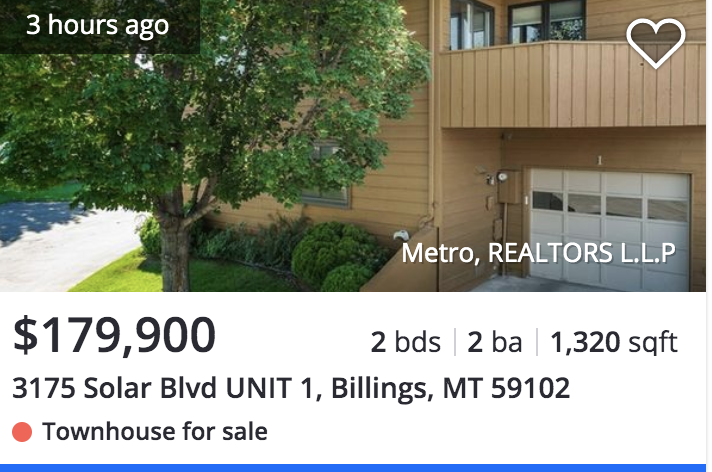 3 hours ago
1
Metro, REALTORS L.L.P
$179,900
2 bds | 2 ba | 1,320 sqft
3175 Solar Blvd UNIT 1, Billings, MT 59102
Townhouse for sale